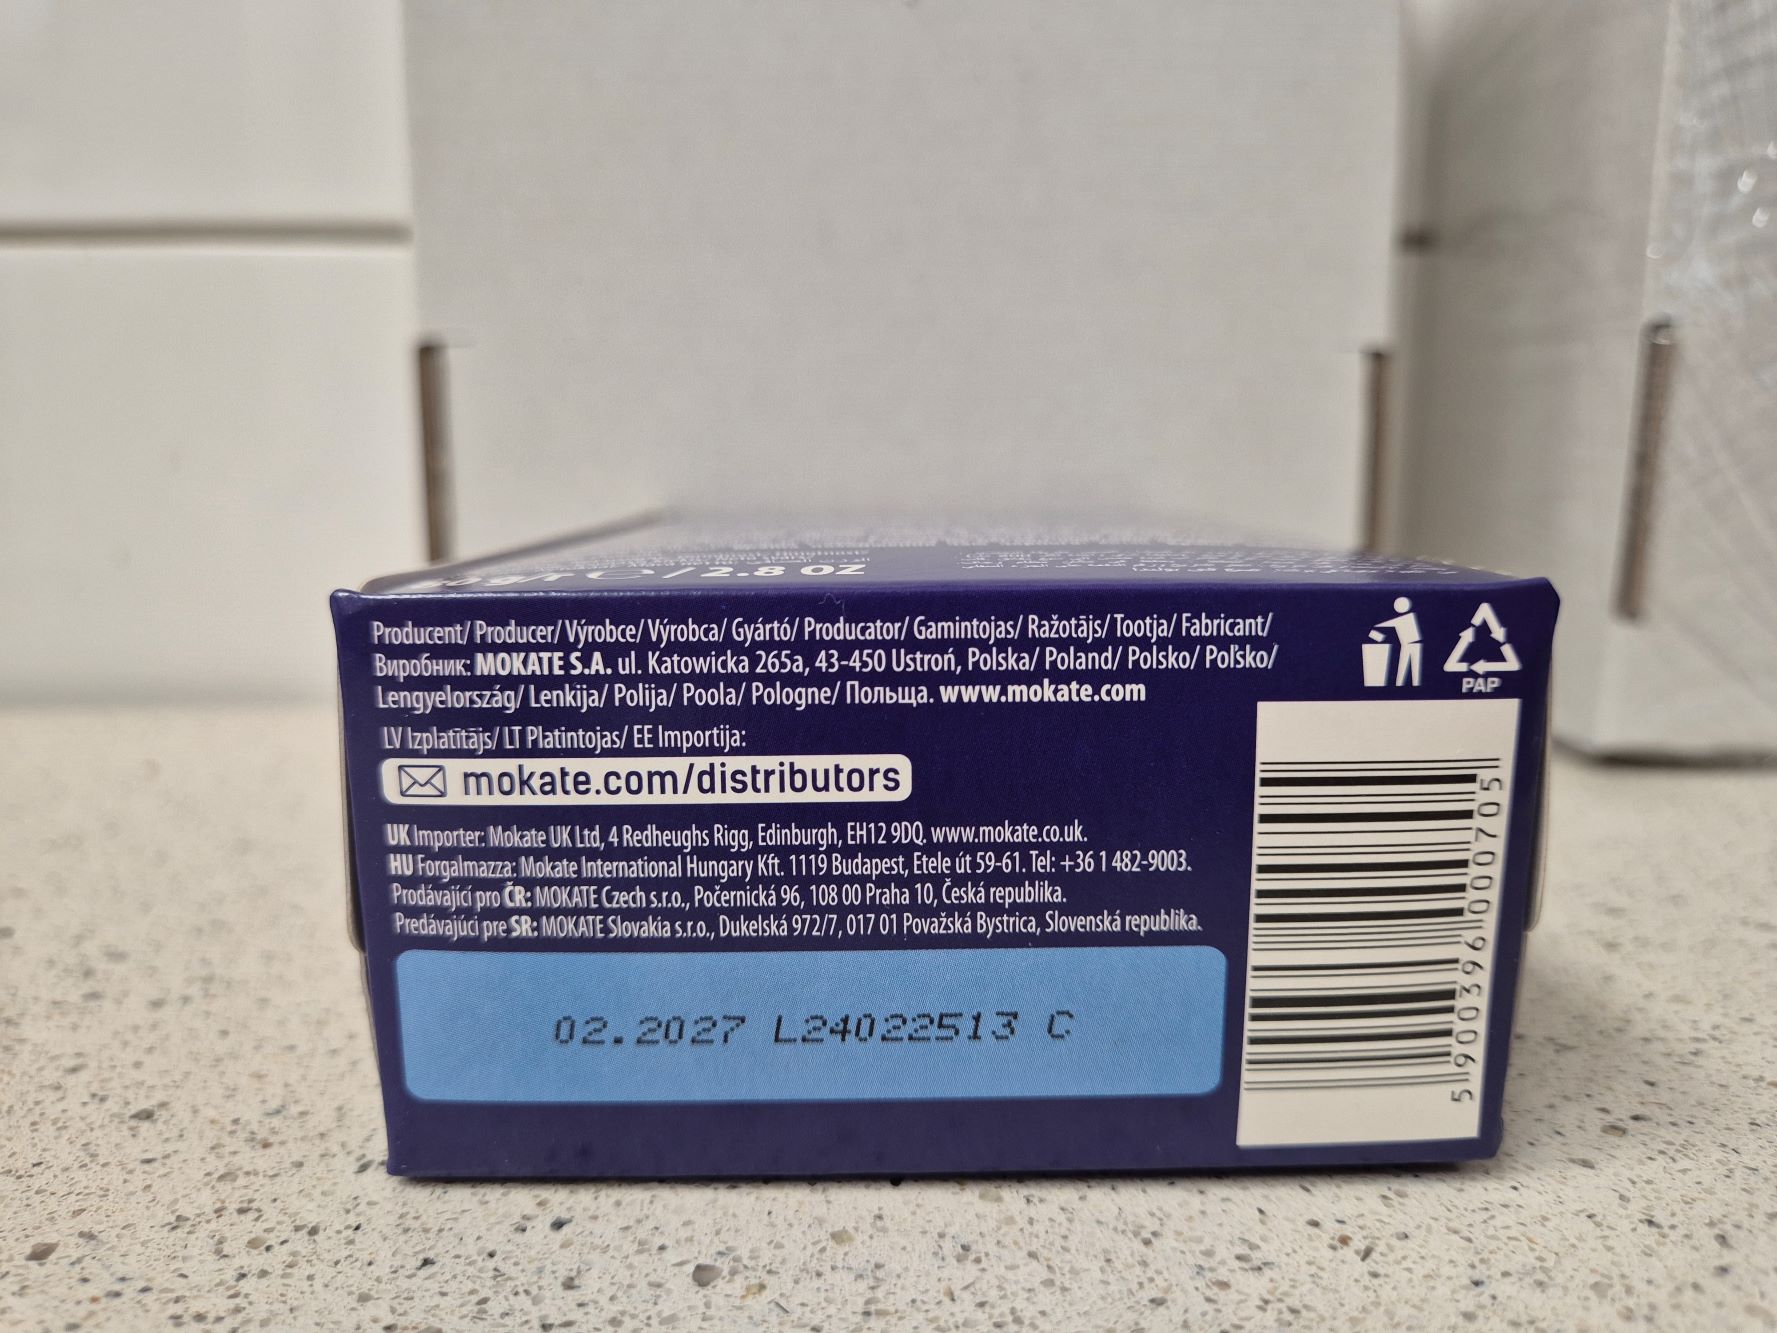 / 2.8 OZ
Producent/ Producer/ Výrobce/ Výrobca/ Gyártó/ Producator/ Gamintojas/ Ražotājs/ Tootja/ Fabricant/
Виробник: MOKATE S.A. ul. Katowicka 265a, 43-450 Ustroń, Polska/ Poland/ Polsko/ Poľsko/
Lengyelország/ Lenkija/ Polija/ Poola/ Pologne/ Польща. www.mokate.com
LV Izplatītājs/ LT Platintojas/ EE Importija:
mokate.com/distributors
UK Importer: Mokate UK Ltd, 4 Redheughs Rigg, Edinburgh, EH12 9DQ. www.mokate.co.uk.
HU Forgalmazza: Mokate International Hungary Kft. 1119 Budapest, Etele út 59-61. Tel: +36 1 482-9003.
Prodávající pro ČR: MOKATE Czech s.r.o., Počernická 96, 108 00 Praha 10, Česká republika.
Predávajúci pre SR: MOKATE Slovakia s.r.o., Dukelská 972/7, 017 01 Považská Bystrica, Slovenská republika.
02.2027 L24022513 C
PAP
5 900396 000705